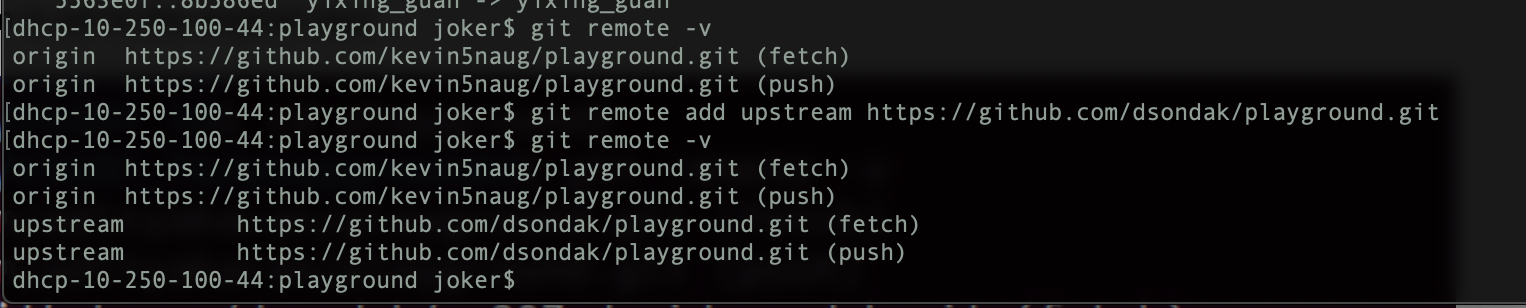 5563e0f..8b586ed  yixing_guan -> yixing_guan
[dhcp-10-250-100-44:playground joker$ git remote -v
origin  https://github.com/kevin5naug/playground.git (fetch)
origin  https://github.com/kevin5naug/playground.git (push)
[dhcp-10-250-100-44:playground joker$ git remote add upstream https://github.com/dsondak/playground.git
[dhcp-10-250-100-44:playground joker$ git remote -v
origin  https://github.com/kevin5naug/playground.git (fetch)
origin  https://github.com/kevin5naug/playground.git (push)
upstream        https://github.com/dsondak/playground.git (fetch)
upstream        https://github.com/dsondak/playground.git (push)
dhcp-10-250-100-44:playground joker$